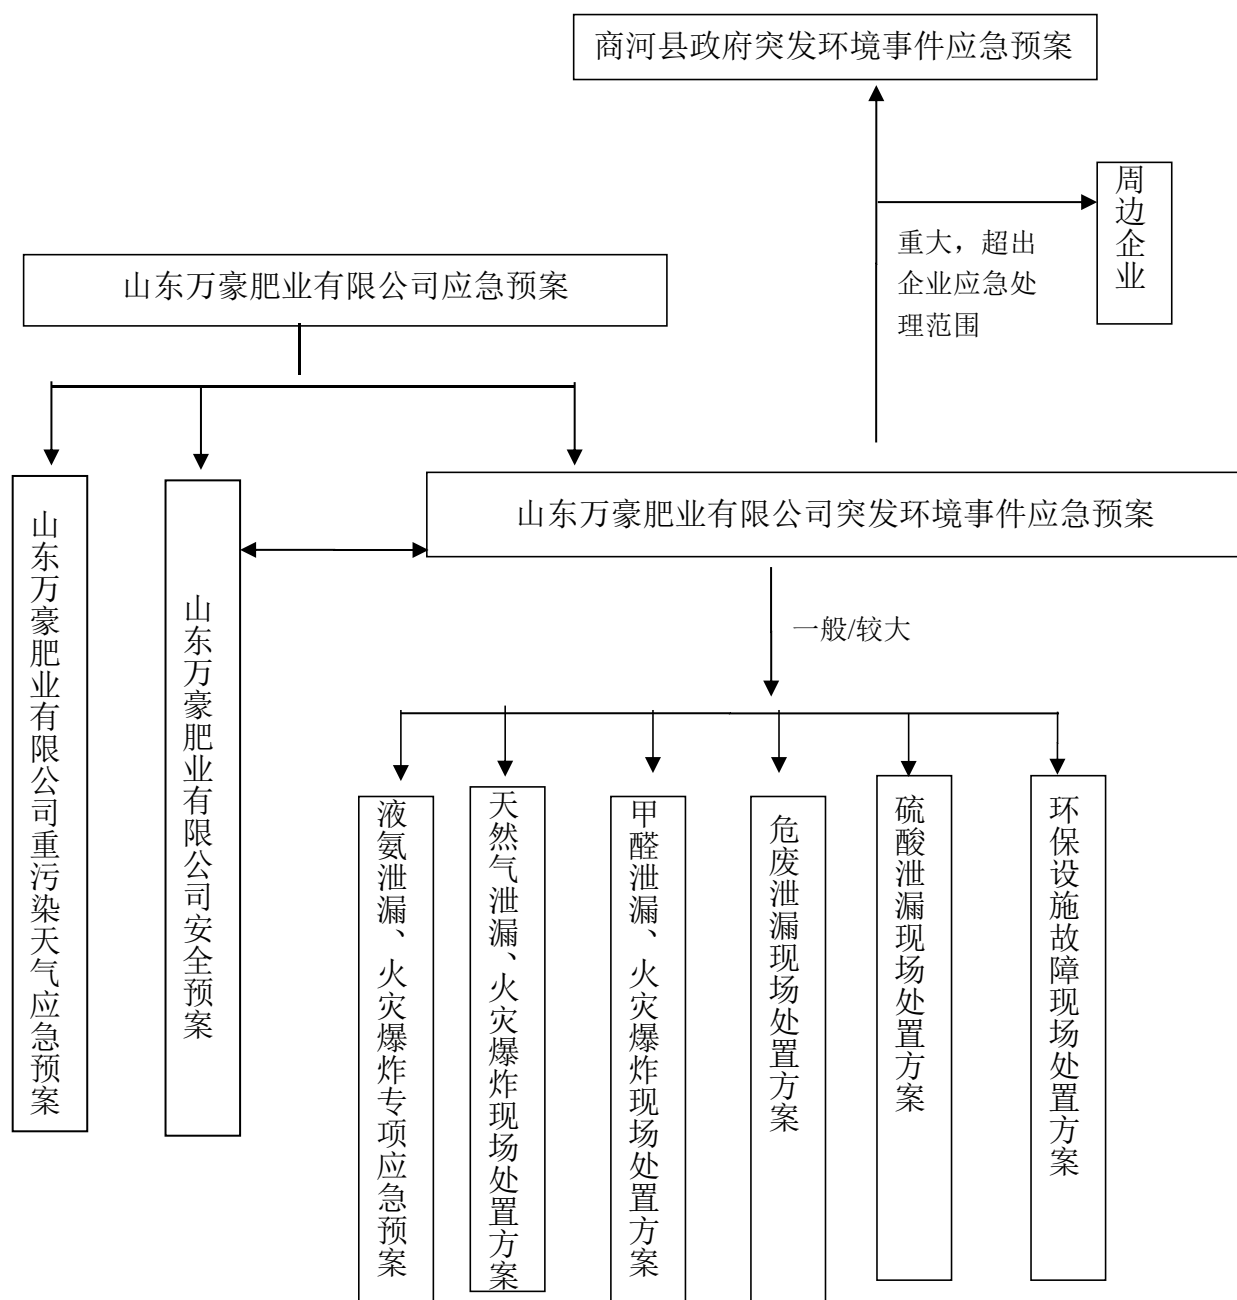 商河县政府突发环境事件应急预案
周边企业
重大，超出
企业应急处
理范围
山东万豪肥业有限公司应急预案
山东万豪肥业有限公司重污染天气应急预案
山东万豪肥业有限公司安全预案
山东万豪肥业有限公司突发环境事件应急预案
一般/较大
液氨泄漏、火灾爆炸专项应急预案
天然气泄漏、火灾爆炸现场处置方案
甲醛泄漏、火灾爆炸现场处置方案
危废泄漏现场处置方案
硫酸泄漏现场处置方案
环保设施故障现场处置方案